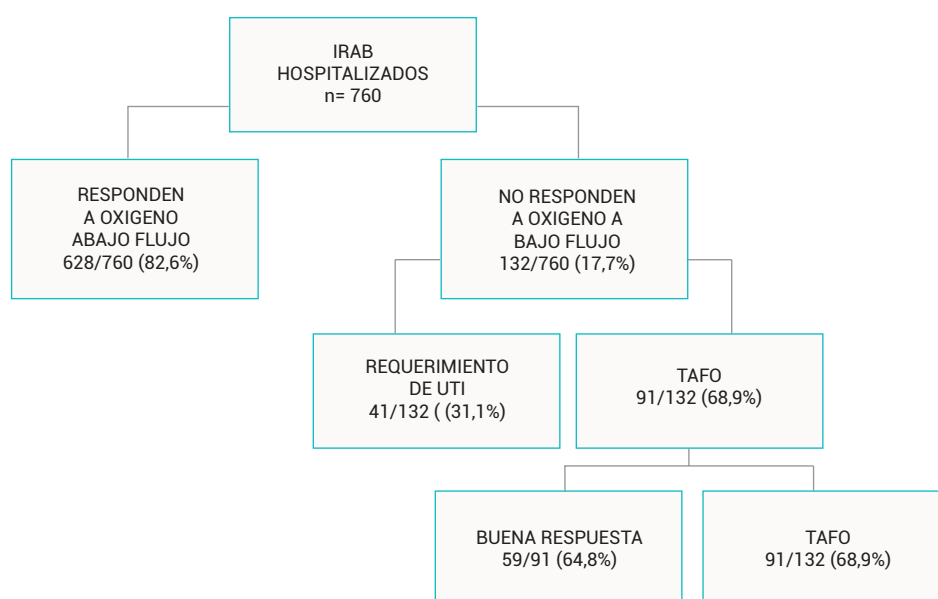 IRAB
HOSPITALIZADOS
n= 760
RESPONDEN
A OXIGENO
ABAJO FLUJO
628/760 (82,6%)
NO RESPONDEN
A OXIGENO A
BAJO FLUJO
132/760 (17,7%)
REQUERIMIENTO
DE UTI
41/132 ( (31,1%)
TAFO
91/132 (68,9%)
BUENA RESPUESTA
59/91 (64,8%)
TAFO
91/132 (68,9%)